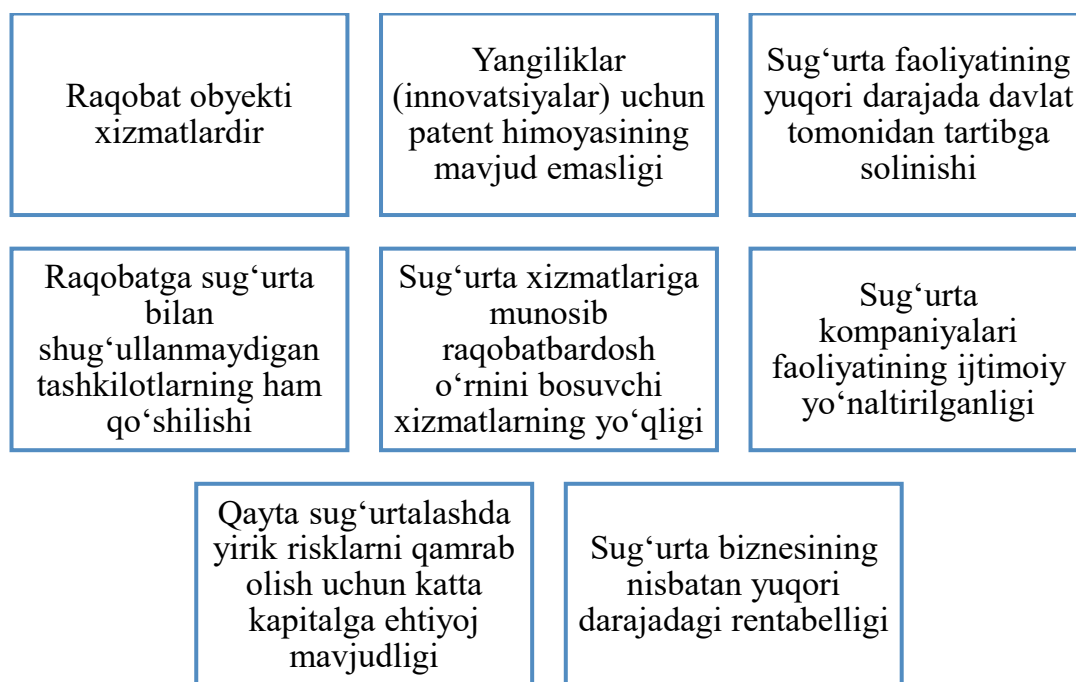 Raqobat obyekti
xizmatlardir
Yangiliklar
(innovatsiyalar) uchun
patent himoyasining
mavjud emasligi
Sug‘urta faoliyatining
yuqori darajada davlat
tomonidan tartibga
solinishi
Raqobatga sug‘urta
bilan
shug‘ullanmaydigan
tashkilotlarning ham
qo‘shilishi
Sug‘urta xizmatlariga
munosib
raqobatbardosh
o‘rnini bosuvchi
xizmatlarning yo‘qligi
Sug‘urta
kompaniyalari
faoliyatining ijtimoiy
yo‘naltirilganligi
Qayta sug‘urtalashda
yirik risklarni qamrab
olish uchun katta
kapitalga ehtiyoj
mavjudligi
Sug‘urta biznesining
nisbatan yuqori
darajadagi rentabelligi